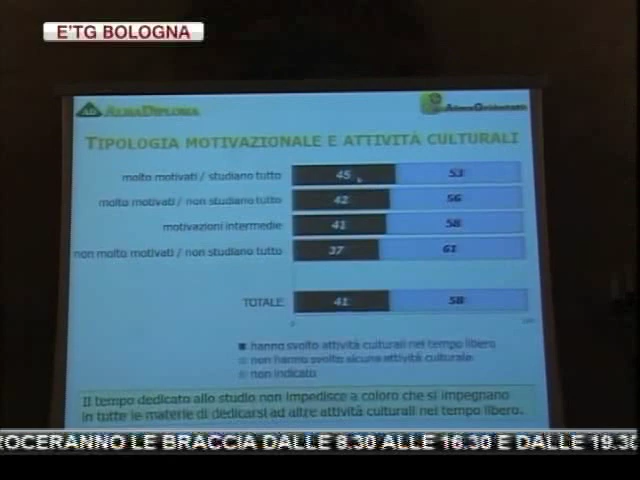 E'TG BOLOGNA
AD ALMADIPLOMA
ALMAORIENTATI
TIPOLOGIA MOTIVAZIONALE E ATTIVITÀ CULTURALI
molto motivati / studiano tutto 45 53
molto motivati / non studiano tutto 42 56
motivazioni intermedie 41 58
non molto motivati / non studiano tutto 37 61
TOTALE 41 58
0 100
hanno svolto attività culturali nel tempo libero
non hanno svolto alcuna attività culturale
non indicato
Il tempo dedicato allo studio non impedisce a coloro che si impegnano
in tutte le materie di dedicarsi ad altre attività culturali nel tempo libero.
ROCERANNO LE BRACCIA DALLE 8.30 ALLE 16.30 E DALLE 19.30